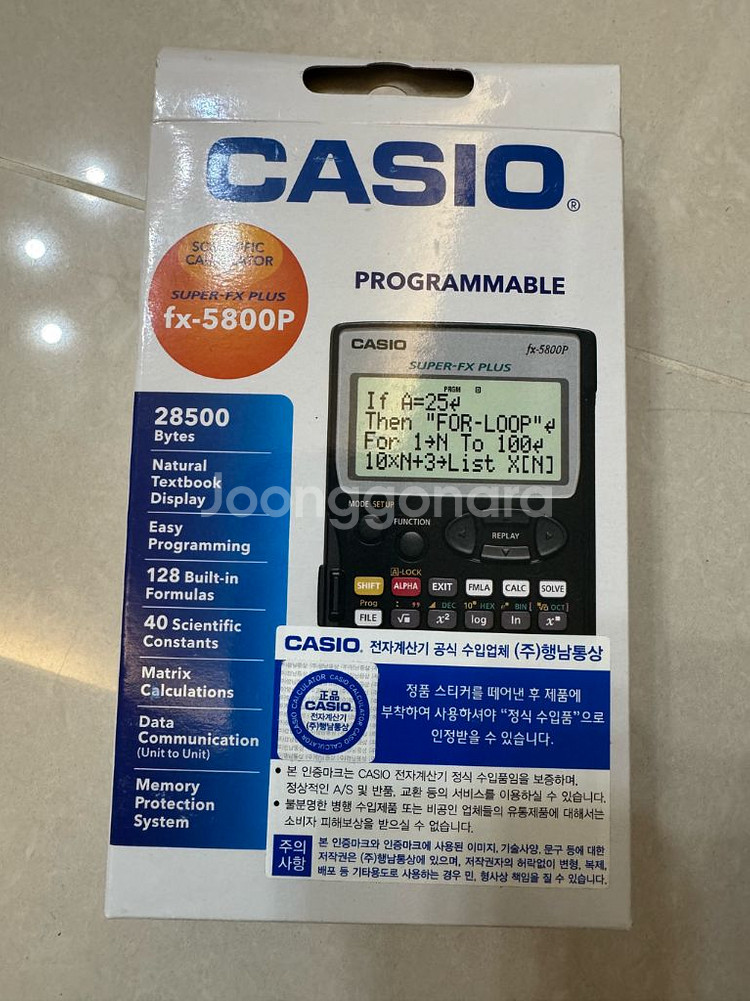 CASIO®
SCIENTIFIC
CALCULATOR
SUPER-FX PLUS
fx-5800P
PROGRAMMABLE
CASIO
fx-5800P
SUPER-FX PLUS
PRGM
If A=25↵
Then "FOR-LOOP"↵
For 1→N To 100↵
10×N+3→List X[N]
28500
Bytes
Natural
Textbook
Display
Easy
Programming
128 Built-in
Formulas
40 Scientific
Constants
Matrix
Calculations
Data
Communication
(Unit to Unit)
Memory
Protection
System
Joonggonara
MODE SETUP
FUNCTION
REPLAY
A-LOCK
SHIFT ALPHA EXIT FMLA CALC SOLVE
Prog : DEC HEX BIN OCT
FILE √ x² log ln
CASIO. 전자계산기 공식 수입업체 (주)행남통상
CASIO CALCULATOR CASIO CALCULATOR
正品
CASIO
전자계산기
(주)행남통상
정품 스티커를 떼어낸 후 제품에
부착하여 사용하셔야 “정식 수입품”으로
인정받을 수 있습니다.
• 본 인증마크는 CASIO 전자계산기 정식 수입품임을 보증하며,
정상적인 A/S 및 반품, 교환 등의 서비스를 이용하실 수 있습니다.
• 불분명한 병행 수입제품 또는 비공인 업체들의 유통제품에 대해서는
소비자 피해보상을 받으실 수 없습니다.
주의
사항
본 인증마크와 인증마크에 사용된 이미지, 기술사양, 문구 등에 대한
저작권은 (주)행남통상에 있으며, 저작권자의 허락없이 변형, 복제,
배포 등 기타용도로 사용하는 경우 민, 형사상 책임을 질 수 있습니다.